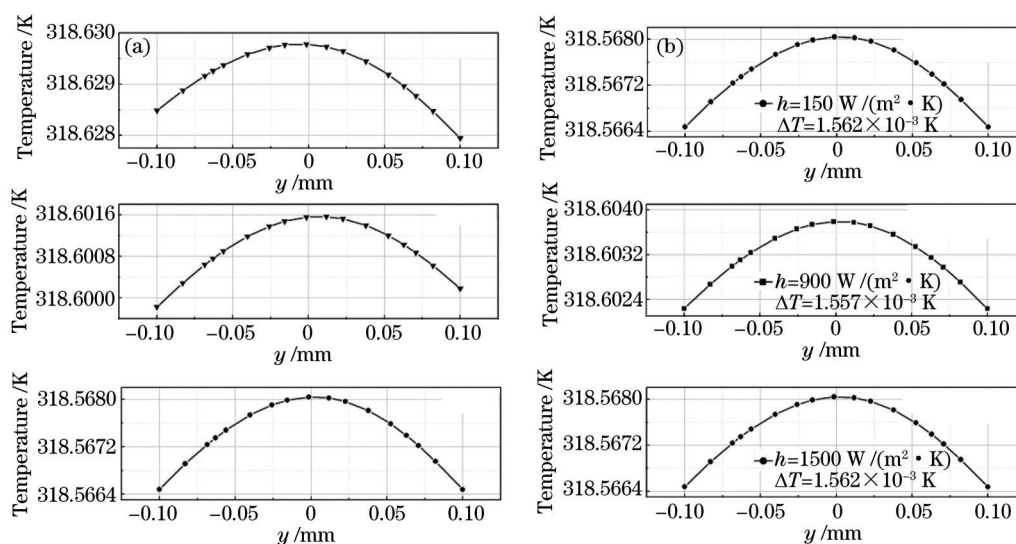 (a)
Temperature /K
318.630
318.629
318.628
−0.10 −0.05 0 0.05 0.10
y /mm
(b)
Temperature /K
318.5680
318.5672
318.5664
h=150 W /(m² • K)
ΔT=1.562×10⁻³ K
−0.10 −0.05 0 0.05 0.10
y /mm
Temperature /K
318.6016
318.6008
318.6000
−0.10 −0.05 0 0.05 0.10
y /mm
Temperature /K
318.6040
318.6032
318.6024
h=900 W /(m² • K)
ΔT=1.557×10⁻³ K
−0.10 −0.05 0 0.05 0.10
y /mm
Temperature /K
318.5680
318.5672
318.5664
−0.10 −0.05 0 0.05 0.10
y /mm
Temperature /K
318.5680
318.5672
318.5664
h=1500 W /(m² • K)
ΔT=1.562×10⁻³ K
−0.10 −0.05 0 0.05 0.10
y /mm